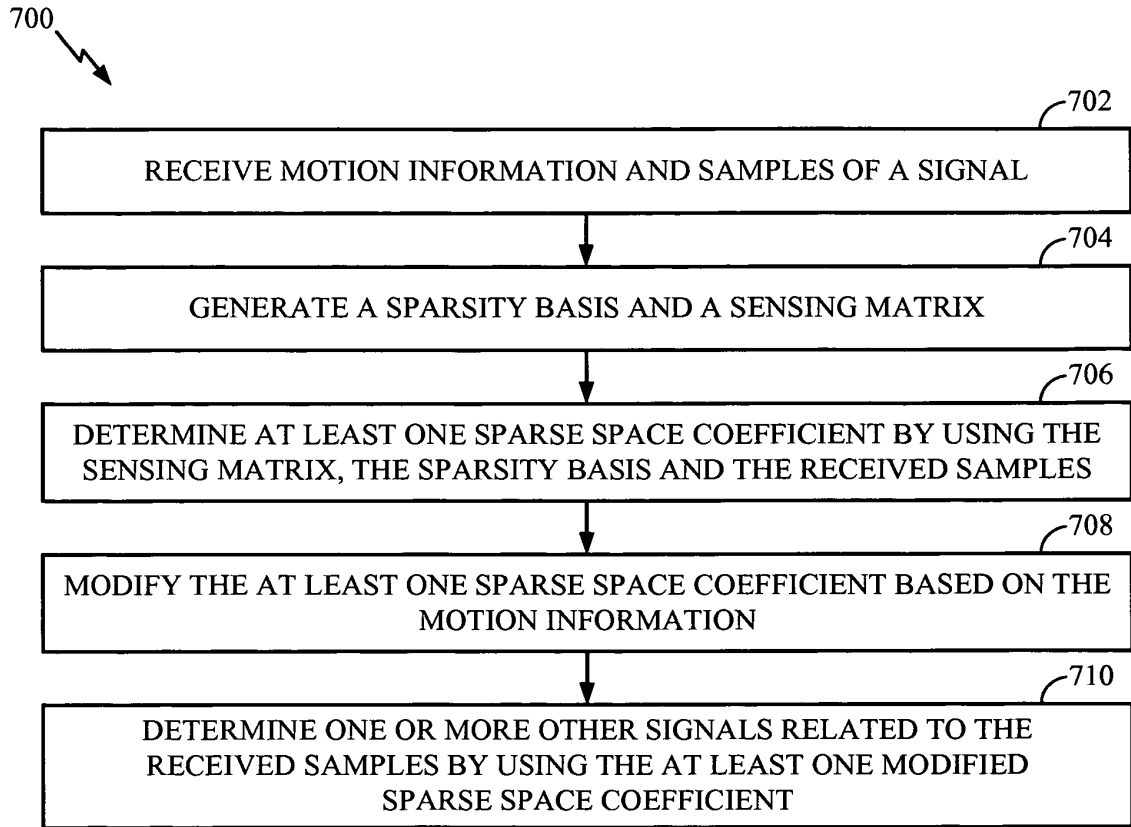 700
702
RECEIVE MOTION INFORMATION AND SAMPLES OF A SIGNAL
704
GENERATE A SPARSITY BASIS AND A SENSING MATRIX
706
DETERMINE AT LEAST ONE SPARSE SPACE COEFFICIENT BY USING THE
SENSING MATRIX, THE SPARSITY BASIS AND THE RECEIVED SAMPLES
708
MODIFY THE AT LEAST ONE SPARSE SPACE COEFFICIENT BASED ON THE
MOTION INFORMATION
710
DETERMINE ONE OR MORE OTHER SIGNALS RELATED TO THE
RECEIVED SAMPLES BY USING THE AT LEAST ONE MODIFIED
SPARSE SPACE COEFFICIENT